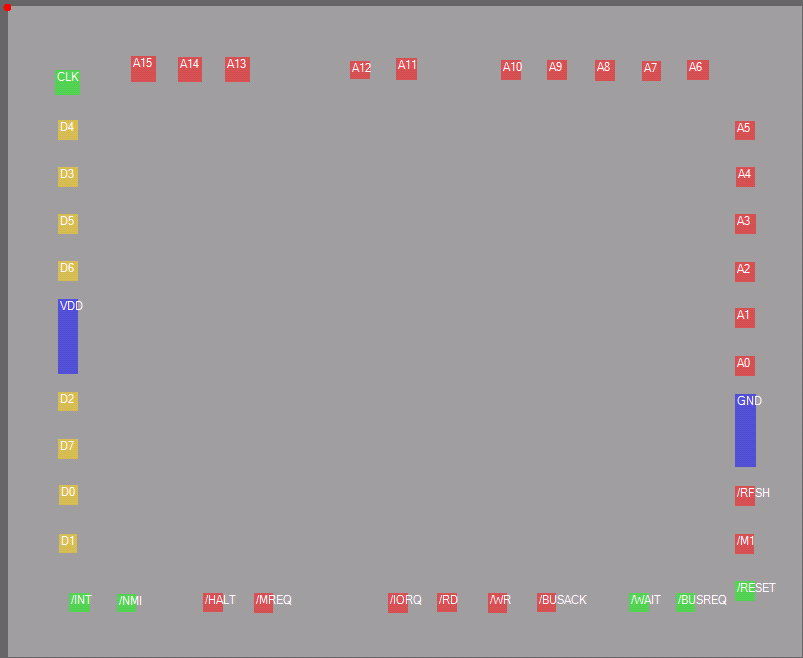 A15 A14 A13 A12 A11 A10 A9 A8 A7 A6
CLK
D4 A5
D3 A4
D5 A3
D6 A2
VDD A1
A0
D2 GND
D7
D0 /RFSH
D1 /M1
/RESET
/INT /NMI /HALT /MREQ /IORQ /RD /WR /BUSACK /WAIT /BUSREQ